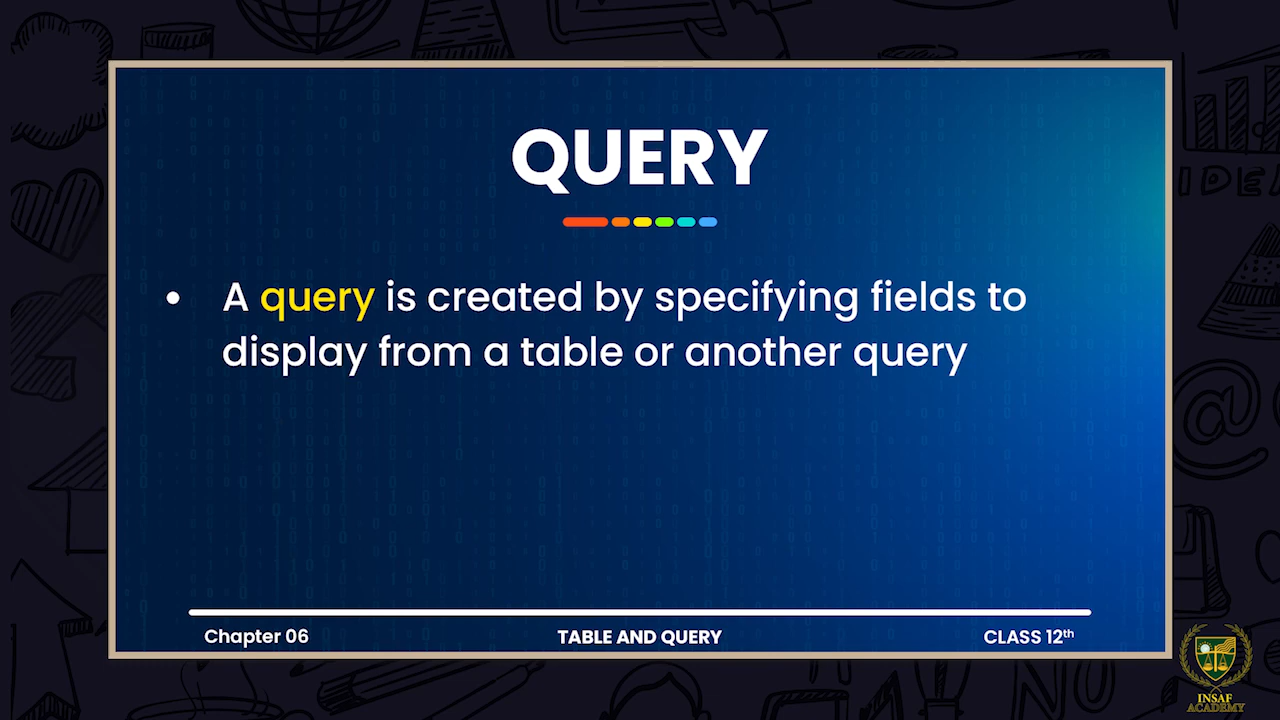 QUERY
• A query is created by specifying fields to
display from a table or another query
Chapter 06 TABLE AND QUERY CLASS 12th
IDEA
INSAF
ACADEMY